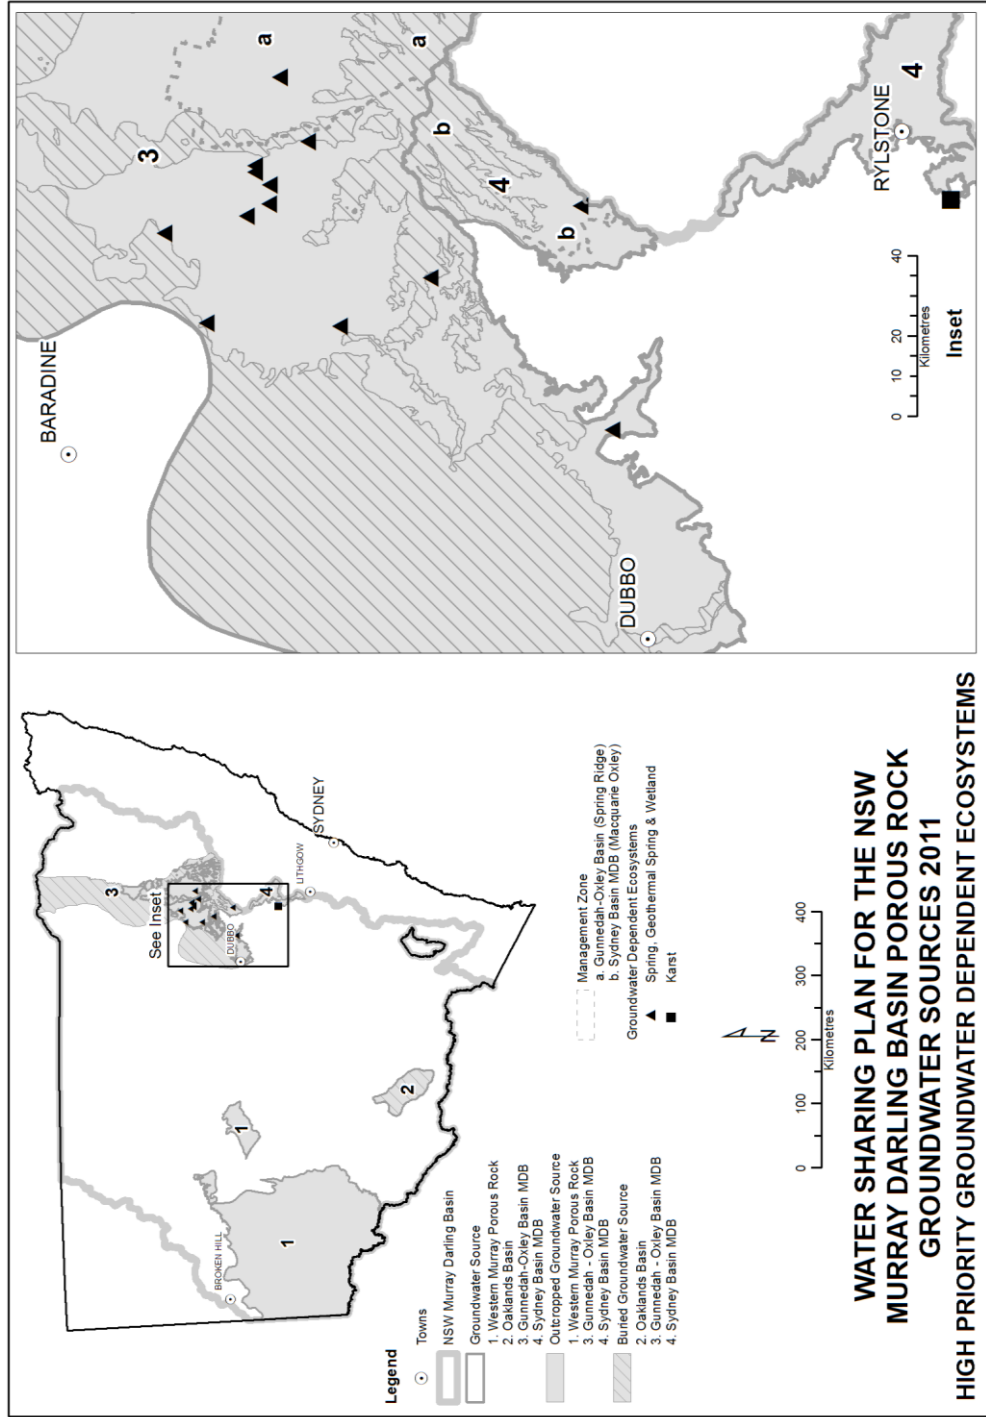 BROKEN HILL
1
1
2
See Inset
3
DUBBO
4
LITHGOW
SYDNEY
Legend
Towns
NSW Murray Darling Basin
Groundwater Source
1. Western Murray Porous Rock
2. Oaklands Basin
3. Gunnedah-Oxley Basin MDB
4. Sydney Basin MDB
Outcropped Groundwater Source
1. Western Murray Porous Rock
3. Gunnedah - Oxley Basin MDB
4. Sydney Basin MDB
Buried Groundwater Source
2. Oaklands Basin
3. Gunnedah - Oxley Basin MDB
4. Sydney Basin MDB
Management Zone
a. Gunnedah-Oxley Basin (Spring Ridge)
b. Sydney Basin MDB (Macquarie Oxley)
Groundwater Dependent Ecosystems
Spring, Geothermal Spring & Wetland
Karst
N
0 100 200 300 400
Kilometres
WATER SHARING PLAN FOR THE NSW
MURRAY DARLING BASIN POROUS ROCK
GROUNDWATER SOURCES 2011
HIGH PRIORITY GROUNDWATER DEPENDENT ECOSYSTEMS
BARADINE
3
a
a
b
4
b
DUBBO
RYLSTONE
4
0 10 20 40
Kilometres
Inset